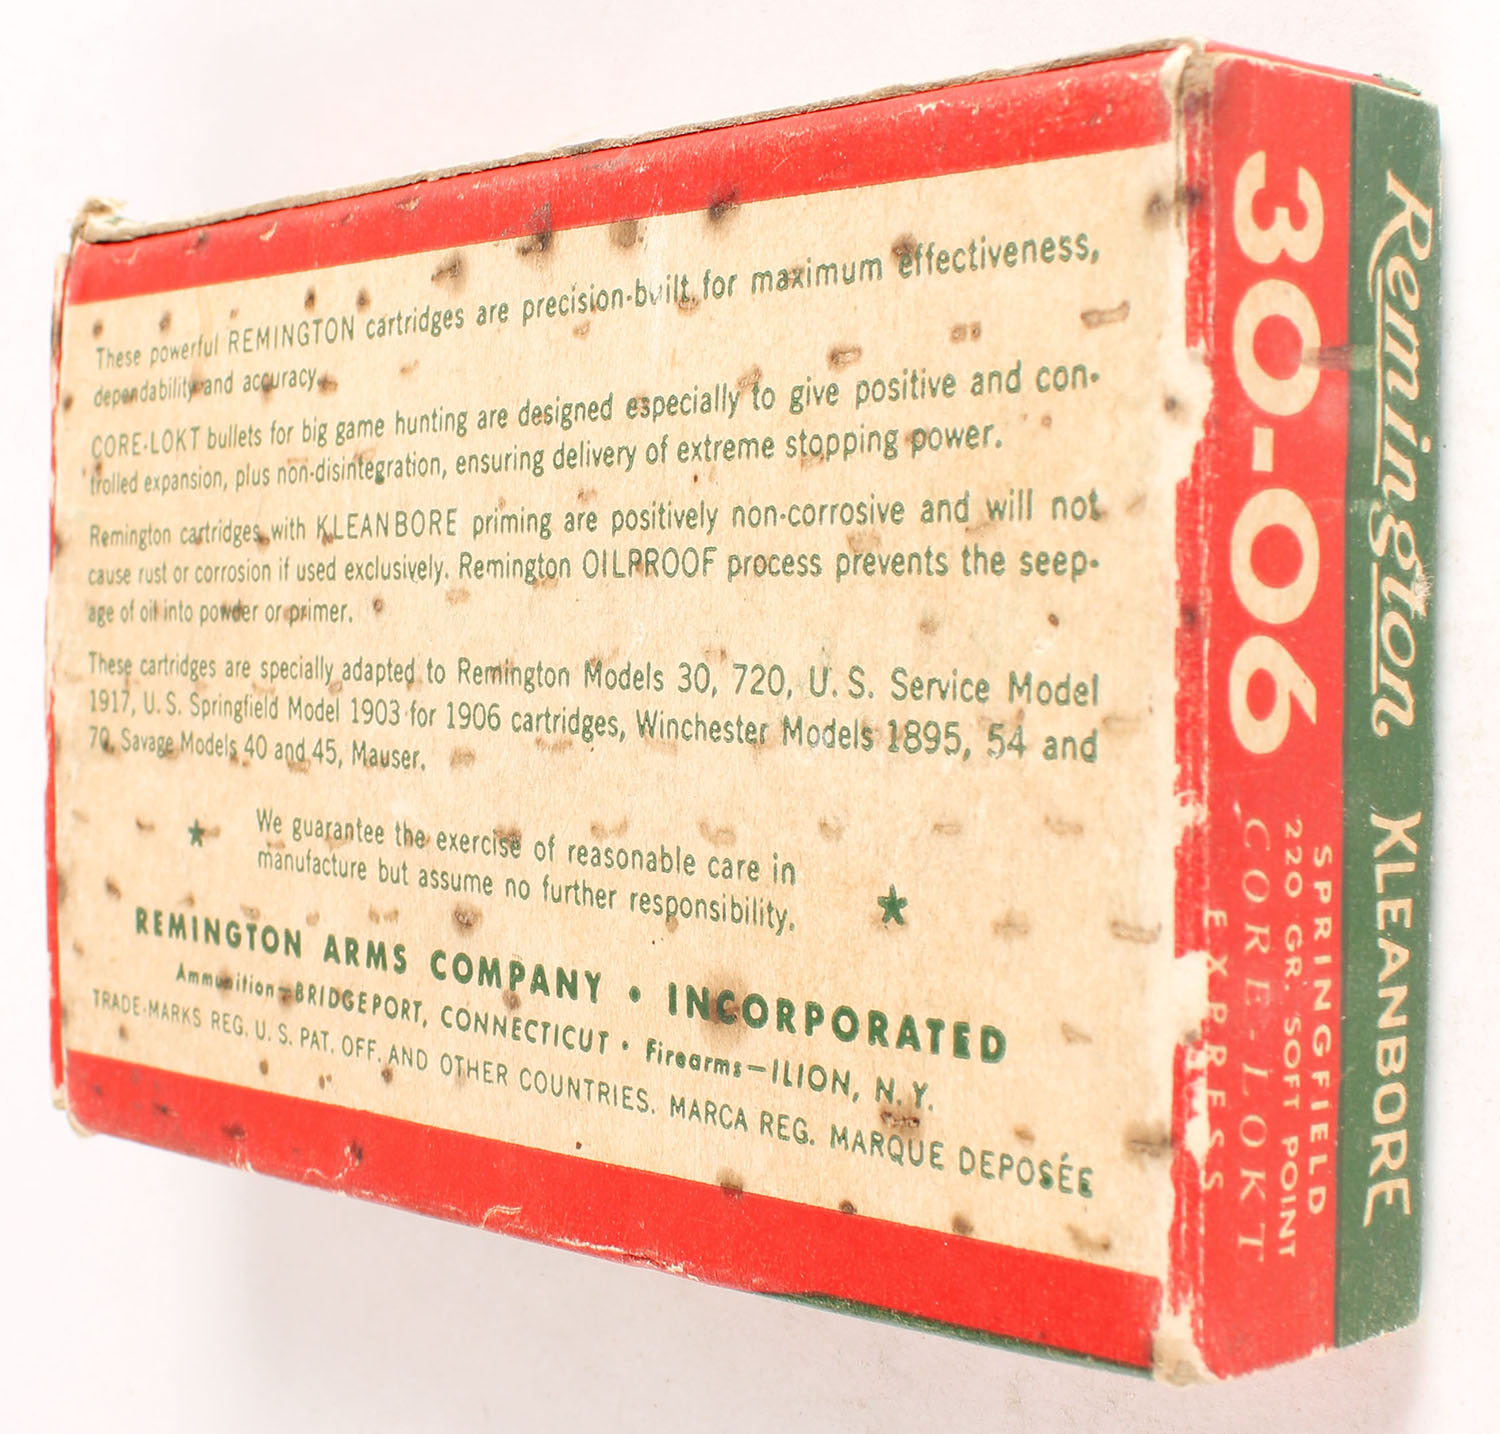 These powerful REMINGTON cartridges are precision-built for maximum effectiveness,
dependability and accuracy.
CORE-LOKT bullets for big game hunting are designed especially to give positive and con-
trolled expansion, plus non-disintegration, ensuring delivery of extreme stopping power.
Remington cartridges with KLEANBORE priming are positively non-corrosive and will not
cause rust or corrosion if used exclusively. Remington OILPROOF process prevents the seep-
age of oil into powder or primer.
These cartridges are specially adapted to Remington Models 30, 720, U. S. Service Model
1917, U. S. Springfield Model 1903 for 1906 cartridges, Winchester Models 1895, 54 and
70, Savage Models 40 and 45, Mauser.
We guarantee the exercise of reasonable care in
manufacture but assume no further responsibility.
REMINGTON ARMS COMPANY • INCORPORATED
Ammunition—BRIDGEPORT, CONNECTICUT • Firearms—ILION, N. Y.
TRADE-MARKS REG. U. S. PAT. OFF. AND OTHER COUNTRIES. MARCA REG. MARQUE DEPOSÉE
Remington KLEANBORE
30-06
SPRINGFIELD
220 GR. SOFT POINT
CORE-LOKT
EXPRESS